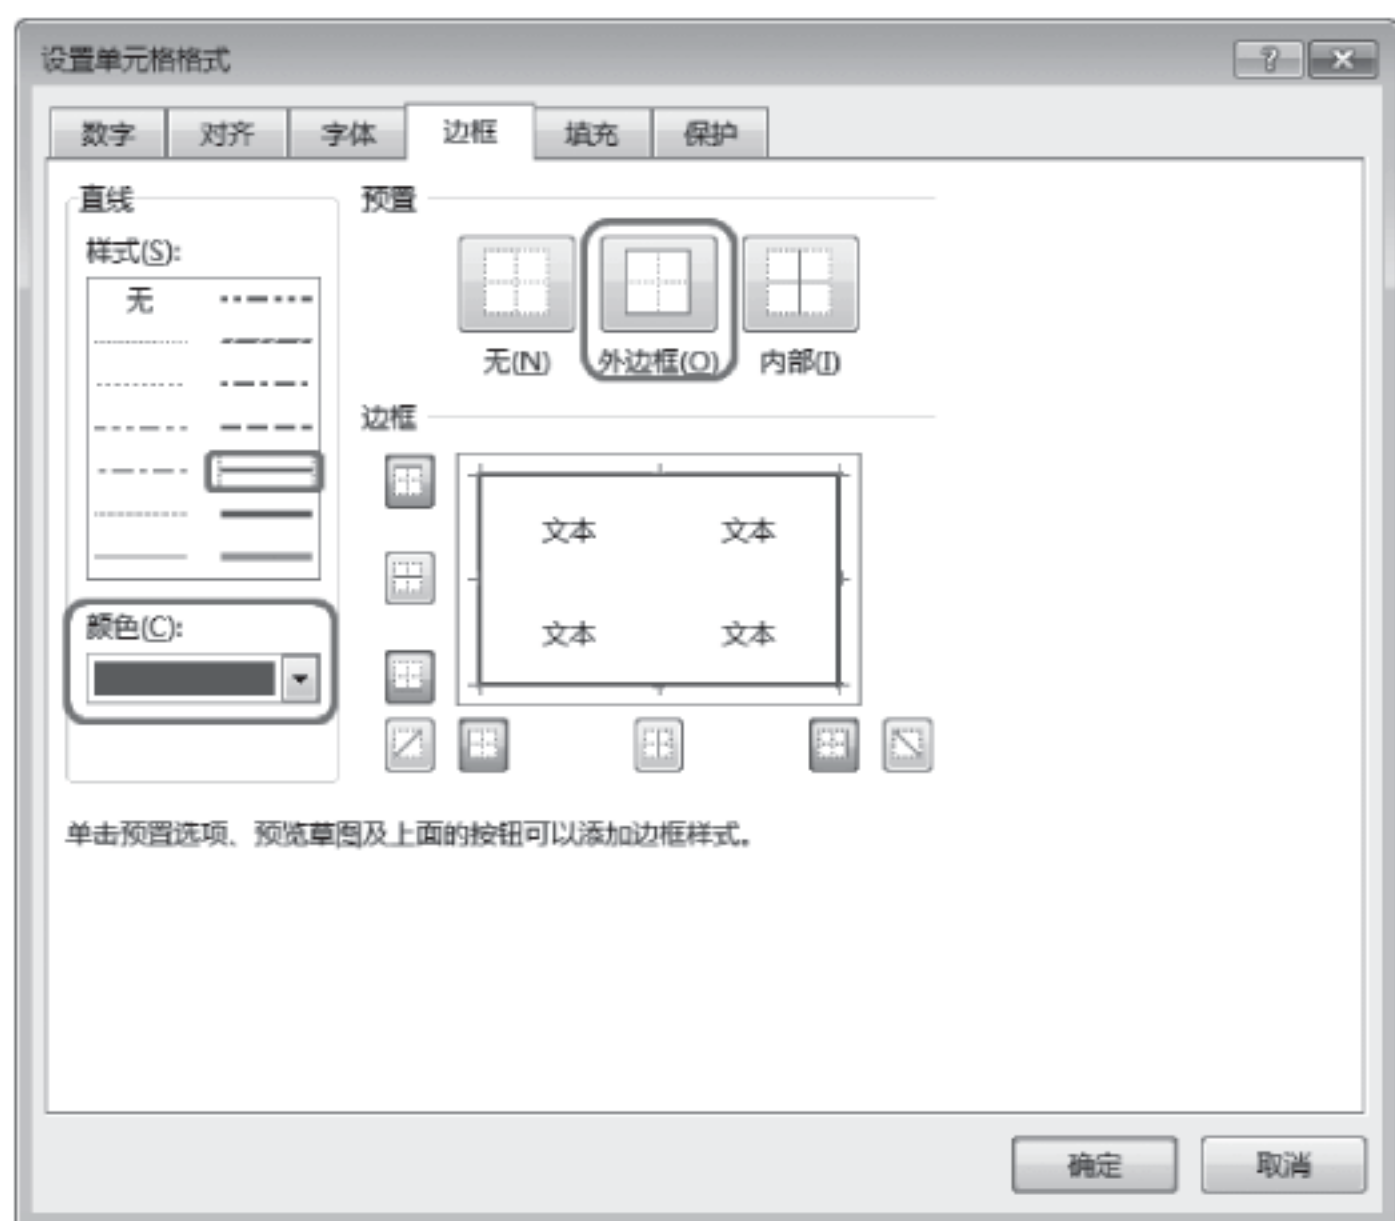 设置单元格格式
数字 对齐 字体 边框 填充 保护
直线
样式(S):
无
颜色(C):
预置
无(N) 外边框(O) 内部(I)
边框
文本 文本
文本 文本
单击预置选项、预览草图及上面的按钮可以添加边框样式。
确定 取消